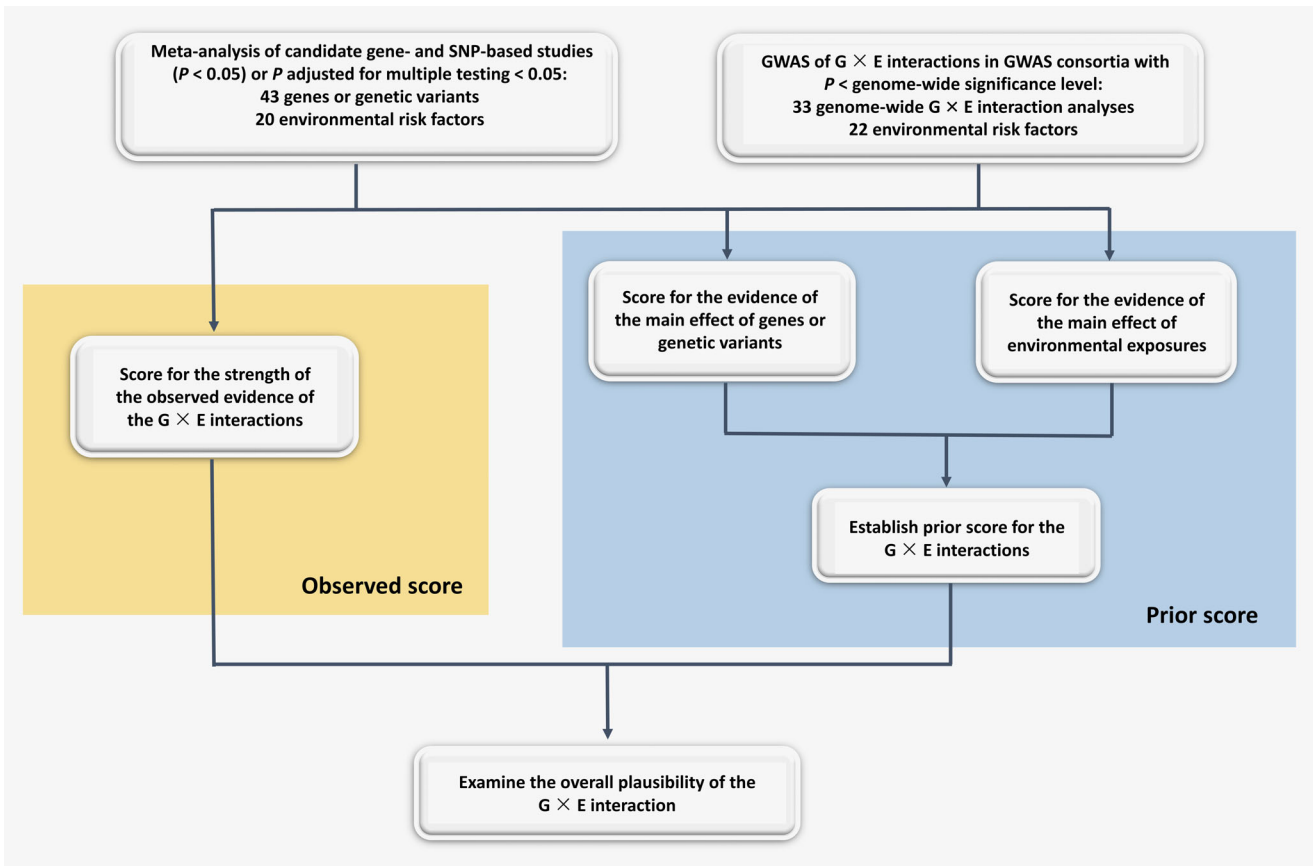 Meta-analysis of candidate gene- and SNP-based studies
(P < 0.05) or P adjusted for multiple testing < 0.05:
43 genes or genetic variants
20 environmental risk factors
GWAS of G × E interactions in GWAS consortia with
P < genome-wide significance level:
33 genome-wide G × E interaction analyses
22 environmental risk factors
Score for the evidence of
the main effect of genes or
genetic variants
Score for the evidence of
the main effect of
environmental exposures
Score for the strength of
the observed evidence of
the G × E interactions
Establish prior score for the
G × E interactions
Observed score
Prior score
Examine the overall plausibility of the
G × E interaction